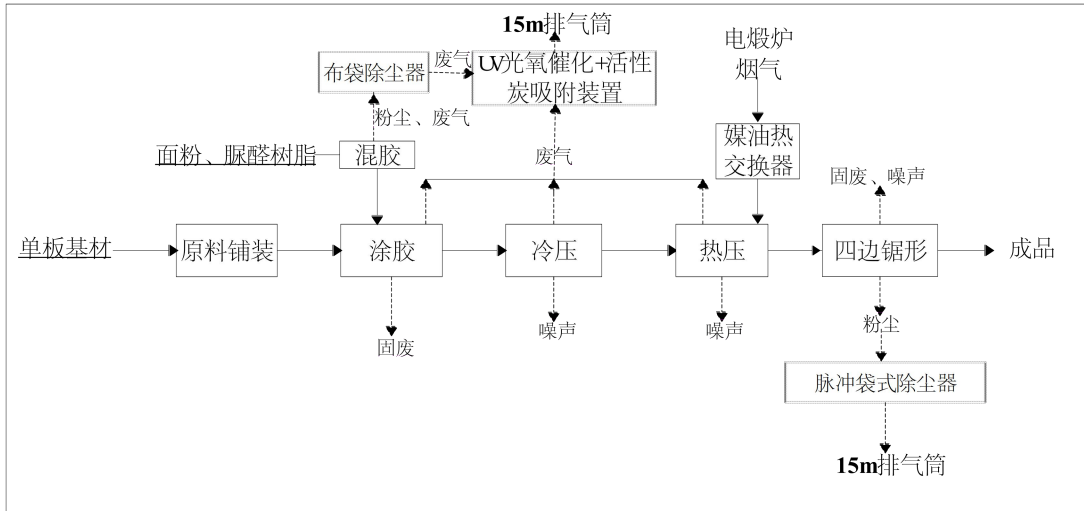 15m排气筒
电煅炉
烟气
废气
布袋除尘器
UV光氧催化+活性
炭吸附装置
粉尘、废气
媒油热
交换器
面粉、脲醛树脂
混胶
废气
固废、噪声
单板基材
原料铺装
涂胶
冷压
热压
四边锯形
成品
固废
噪声
噪声
粉尘
脉冲袋式除尘器
15m排气筒